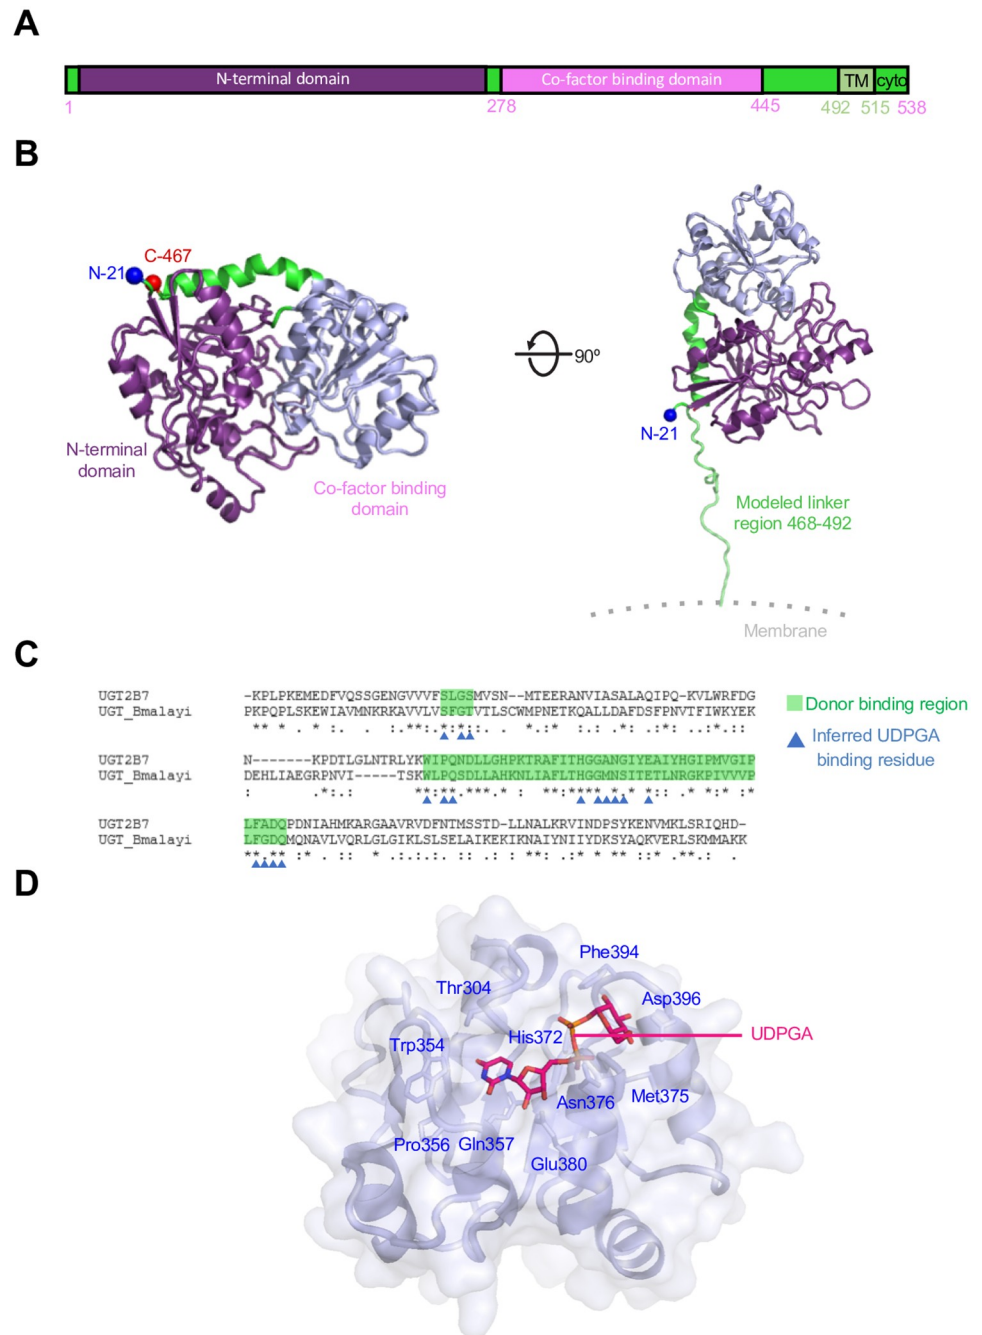 A
N-terminal domain
Co-factor binding domain
TM
cyto
1
278
445
492
515
538
B
N-21
C-467
N-terminal
domain
Co-factor binding
domain
90º
N-21
Modeled linker
region 468-492
Membrane
C
UGT2B7 -KPLPKEMEDFVQSSGENGVVVFSLGSMVSN--MTEERANVIASALAQIPQ-KVLWRFDG
UGT_Bmalayi PKPQPLSKEWIAVMNKRKAVVLVSFGTVTLSCWMPNETKQALLDAFDSFPNVTFIWKYEK
UGT2B7 N-------KPDTLGLNTRLYKWIPQNDLLGHPKTRAFITHGGANGIYEAIYHGIPMVGIP
UGT_Bmalayi DEHLIAEGRPNVI-----TSKWLPQSDLLAHKNLIAFLTHGGMNSITETLNRGKPIVVVP
UGT2B7 LFADQPDNIAHMKARGAAVRVDFNTMSSTD-LLNALKRVINDPSYKENVMKLSRIQHD-
UGT_Bmalayi LFGDQMQNAVLVQRLGLGIKLSLSELAIKEKIKNAIYNIIYDKSYAQKVERLSKMMAKK
Donor binding region
Inferred UDPGA
binding residue
D
Phe394
Thr304
Asp396
His372
UDPGA
Trp354
Asn376
Met375
Pro356
Gln357
Glu380